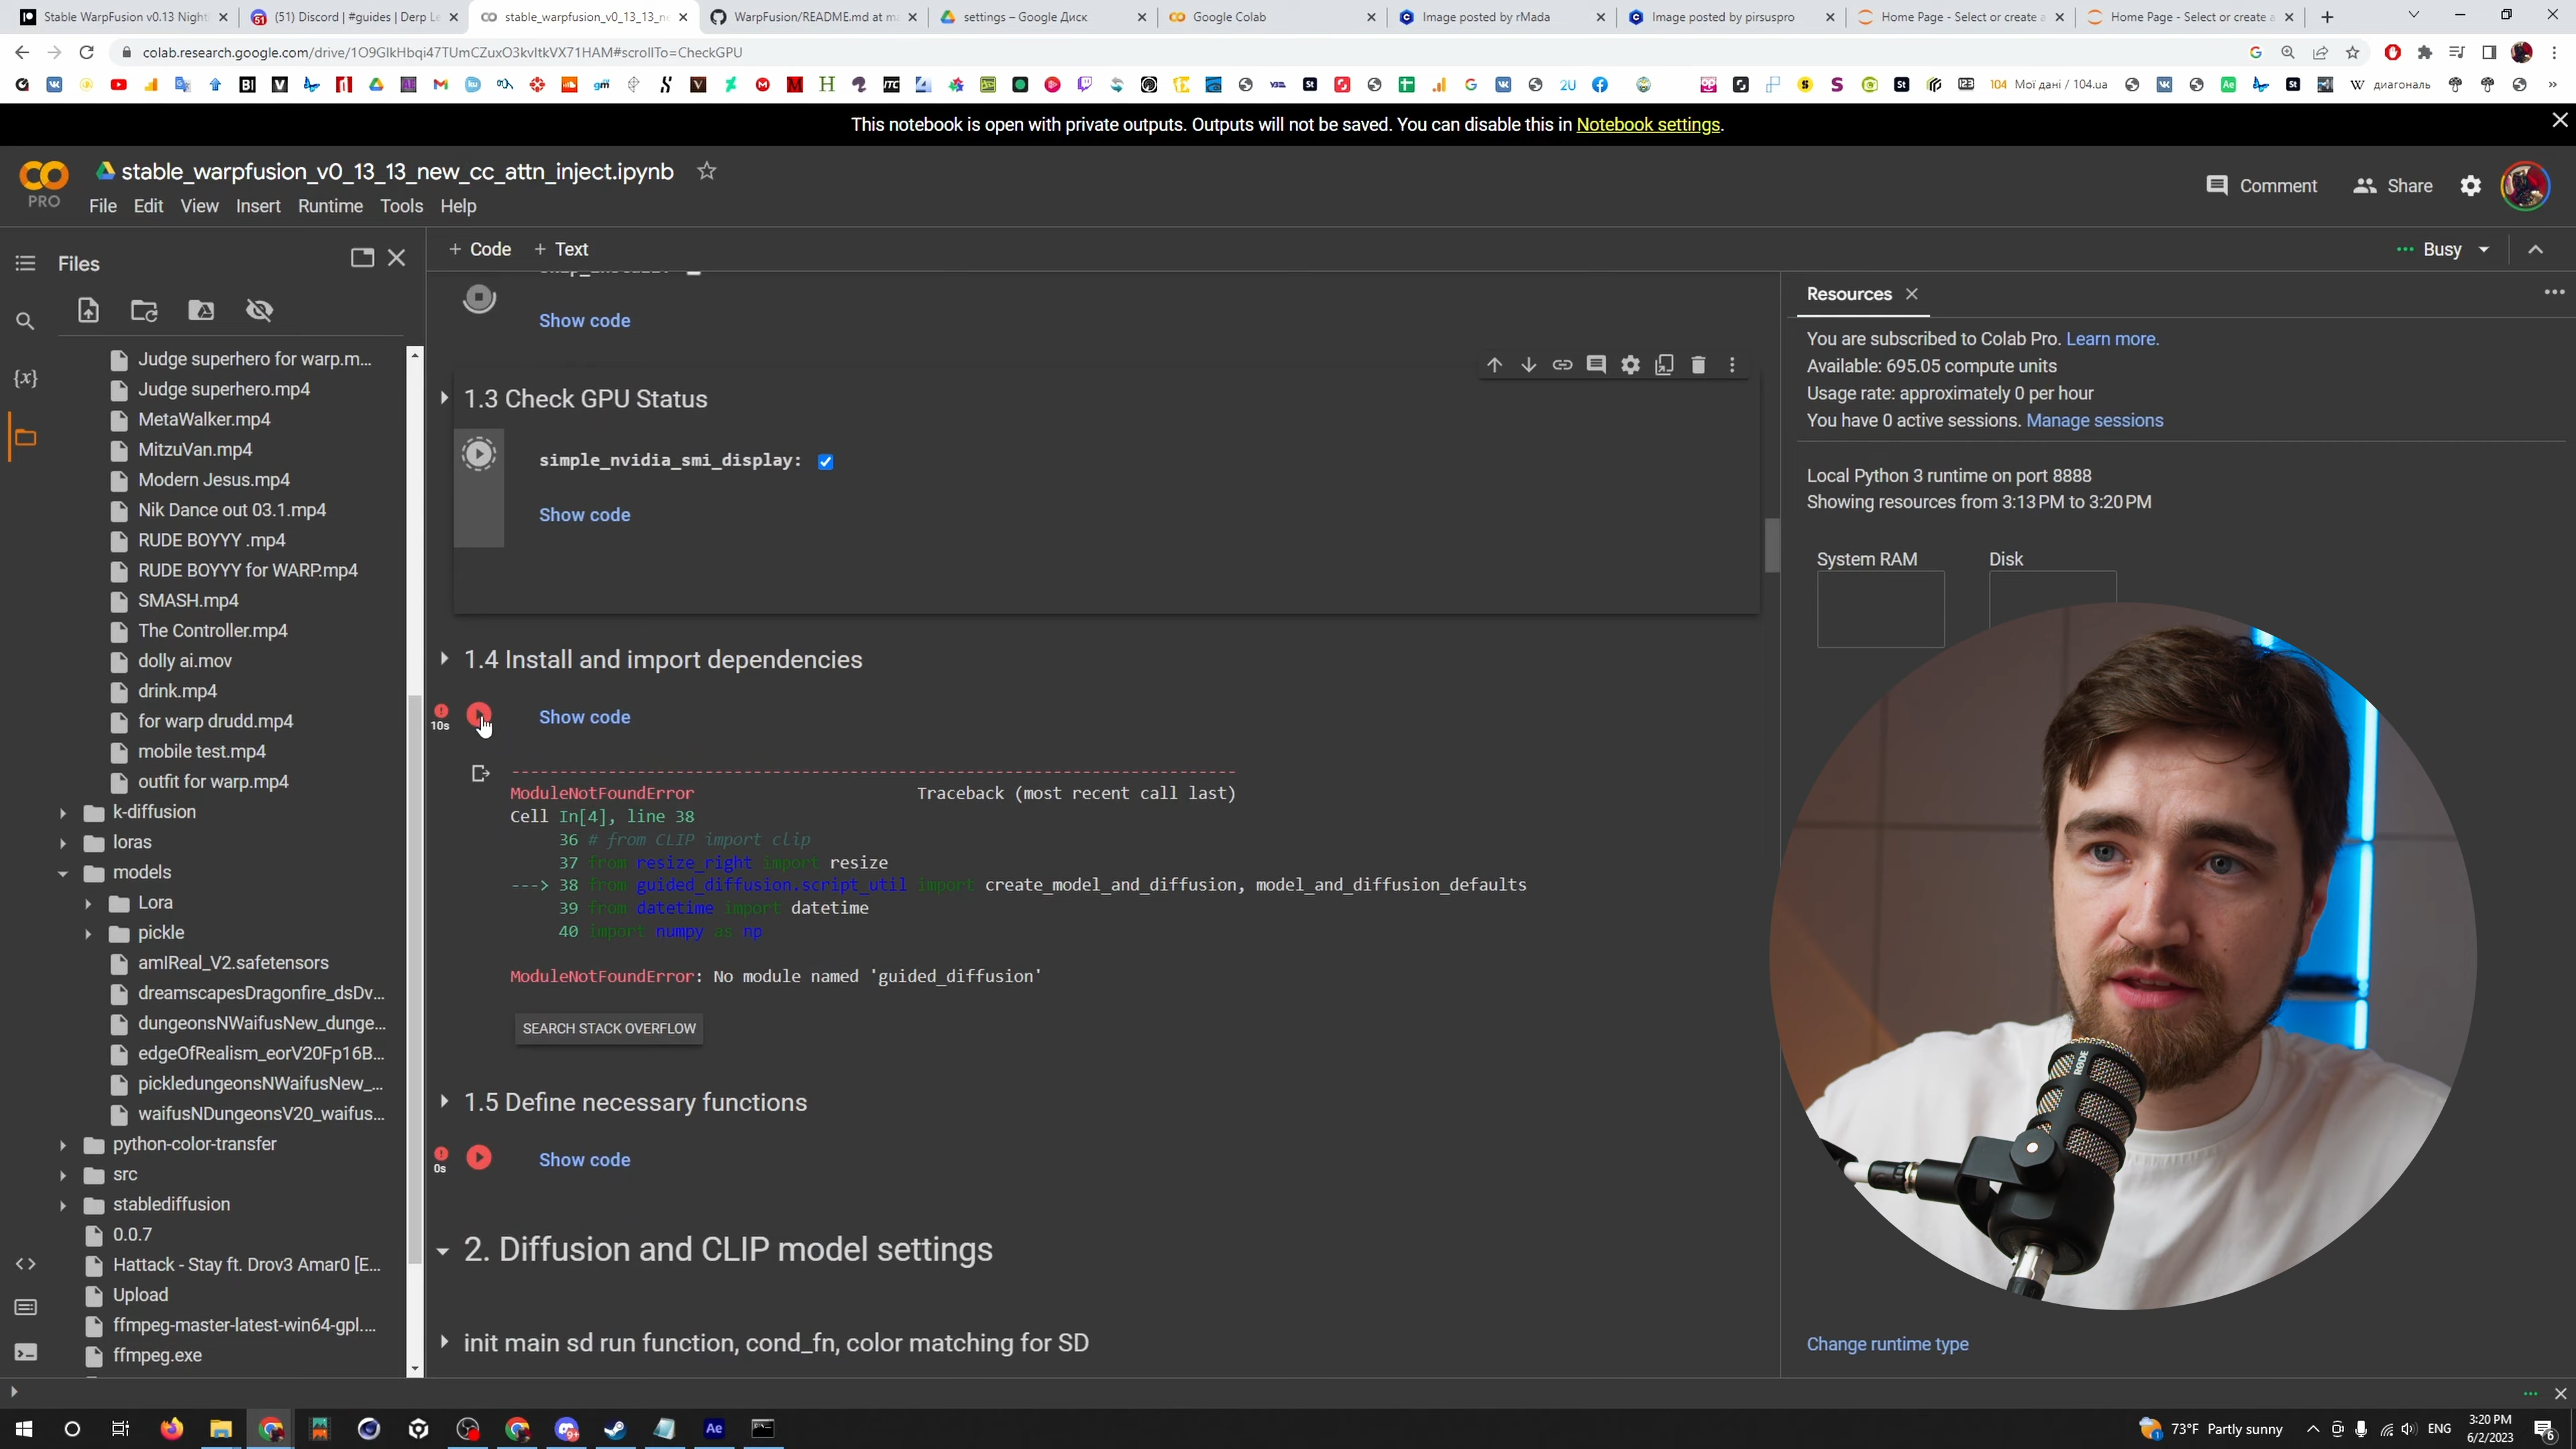 Stable WarpFusion v0.13 Night
(51) Discord | #guides | Derp Le
stable_warpfusion_v0_13_13_ne
WarpFusion/README.md at ma
settings – Google Диск
Google Colab
Image posted by rMada
Image posted by pirsuspro
Home Page - Select or create a
Home Page - Select or create a
colab.research.google.com/drive/1O9GIkHbqi47TUmCZuxO3kvItkVX71HAM#scrollTo=CheckGPU
104 Мої дані / 104.ua
диагональ
This notebook is open with private outputs. Outputs will not be saved. You can disable this in Notebook settings.
CO PRO
stable_warpfusion_v0_13_13_new_cc_attn_inject.ipynb
File Edit View Insert Runtime Tools Help
Comment Share
Files
+ Code + Text
Busy
Judge superhero for warp.m...
Judge superhero.mp4
MetaWalker.mp4
MitzuVan.mp4
Modern Jesus.mp4
Nik Dance out 03.1.mp4
RUDE BOYYY .mp4
RUDE BOYYY for WARP.mp4
SMASH.mp4
The Controller.mp4
dolly ai.mov
drink.mp4
for warp drudd.mp4
mobile test.mp4
outfit for warp.mp4
k-diffusion
loras
models
Lora
pickle
amIReal_V2.safetensors
dreamscapesDragonfire_dsDv...
dungeonsNWaifusNew_dunge...
edgeOfRealism_eorV20Fp16B...
pickledungeonsNWaifusNew_...
waifusNDungeonsV20_waifus...
python-color-transfer
src
stablediffusion
0.0.7
Hattack - Stay ft. Drov3 Amar0 [E...
Upload
ffmpeg-master-latest-win64-gpl....
ffmpeg.exe
Show code
1.3 Check GPU Status
simple_nvidia_smi_display:
Show code
1.4 Install and import dependencies
10s
Show code
ModuleNotFoundError Traceback (most recent call last)
Cell In[4], line 38
36 # from CLIP import clip
37 from resize_right import resize
---> 38 from guided_diffusion.script_util import create_model_and_diffusion, model_and_diffusion_defaults
39 from datetime import datetime
40 import numpy as np
ModuleNotFoundError: No module named 'guided_diffusion'
SEARCH STACK OVERFLOW
1.5 Define necessary functions
0s
Show code
2. Diffusion and CLIP model settings
init main sd run function, cond_fn, color matching for SD
Resources
You are subscribed to Colab Pro. Learn more.
Available: 695.05 compute units
Usage rate: approximately 0 per hour
You have 0 active sessions. Manage sessions
Local Python 3 runtime on port 8888
Showing resources from 3:13 PM to 3:20 PM
System RAM
Disk
RØDE
Change runtime type
73°F Partly sunny
ENG
3:20 PM
6/2/2023